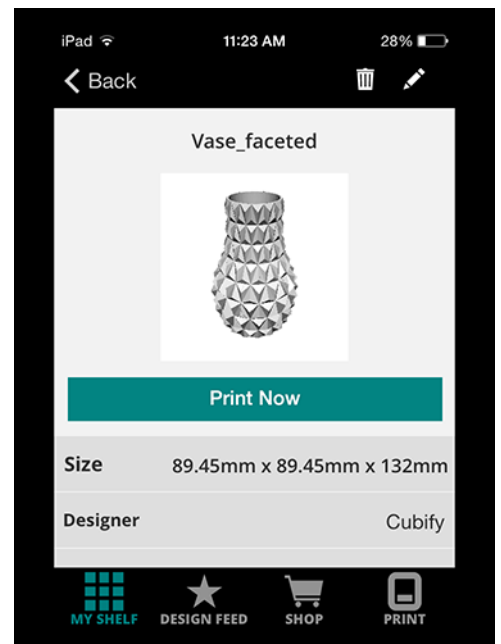 iPad 11:23 AM 28%
Back
Vase_faceted
Print Now
Size 89.45mm x 89.45mm x 132mm
Designer Cubify
MY SHELF DESIGN FEED SHOP PRINT